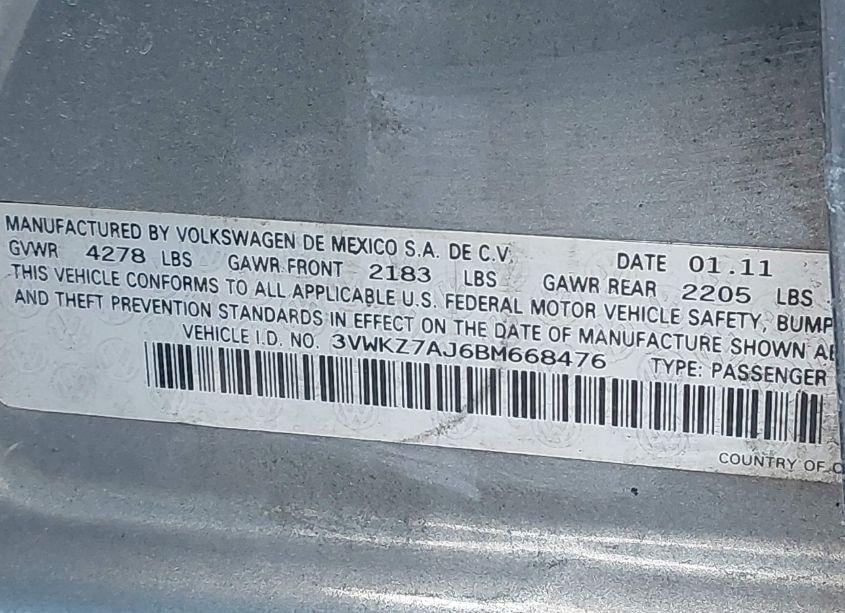 MANUFACTURED BY VOLKSWAGEN DE MEXICO S.A. DE C.V. DATE 01.11
GVWR 4278 LBS GAWR FRONT 2183 LBS GAWR REAR 2205 LBS
THIS VEHICLE CONFORMS TO ALL APPLICABLE U.S. FEDERAL MOTOR VEHICLE SAFETY, BUMP
AND THEFT PREVENTION STANDARDS IN EFFECT ON THE DATE OF MANUFACTURE SHOWN AB
VEHICLE I.D. NO. 3VWKZ7AJ6BM668476 TYPE: PASSENGER
COUNTRY OF